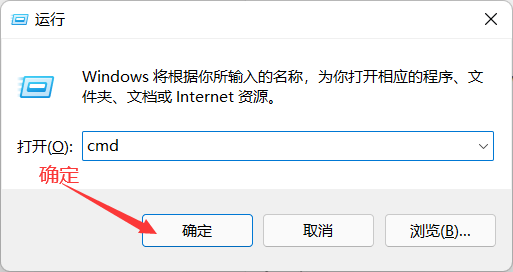 运行
Windows 将根据你所输入的名称，为你打开相应的程序、文
件夹、文档或 Internet 资源。
打开(O): cmd
确定
确定 取消 浏览(B)...